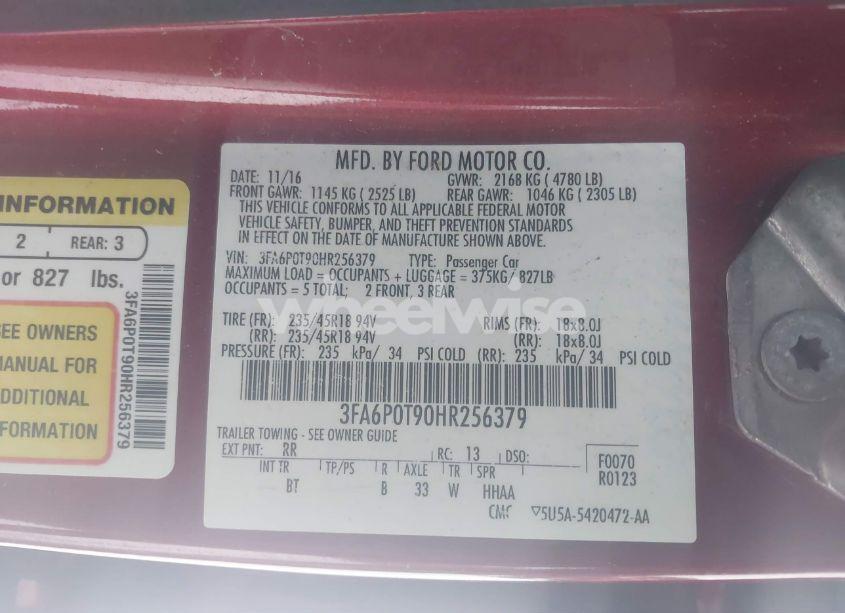 INFORMATION
2 REAR: 3
or 827 lbs.
SEE OWNERS
MANUAL FOR
ADDITIONAL
INFORMATION
3FA6P0T90HR256379
MFD. BY FORD MOTOR CO.
DATE: 11/16 GVWR: 2168 KG ( 4780 LB)
FRONT GAWR: 1145 KG ( 2525 LB) REAR GAWR: 1046 KG ( 2305 LB)
THIS VEHICLE CONFORMS TO ALL APPLICABLE FEDERAL MOTOR
VEHICLE SAFETY, BUMPER, AND THEFT PREVENTION STANDARDS
IN EFFECT ON THE DATE OF MANUFACTURE SHOWN ABOVE.
VIN: 3FA6P0T90HR256379 TYPE: Passenger Car
MAXIMUM LOAD = OCCUPANTS + LUGGAGE = 375KG/ 827LB
OCCUPANTS = 5 TOTAL; 2 FRONT, 3 REAR
wheelwise
TIRE (FR): 235/45R18 94V RIMS (FR): 18x8.0J
(RR): 235/45R18 94V (RR): 18x8.0J
PRESSURE (FR): 235 kPa/ 34 PSI COLD (RR): 235 kPa/ 34 PSI COLD
3FA6P0T90HR256379
TRAILER TOWING - SEE OWNER GUIDE
EXT PNT: RR RC: 13 DSO: F0070
R0123
INT TR TP/PS R AXLE TR SPR
BT B 33 W HHAA
CMC ▽5U5A-5420472-AA